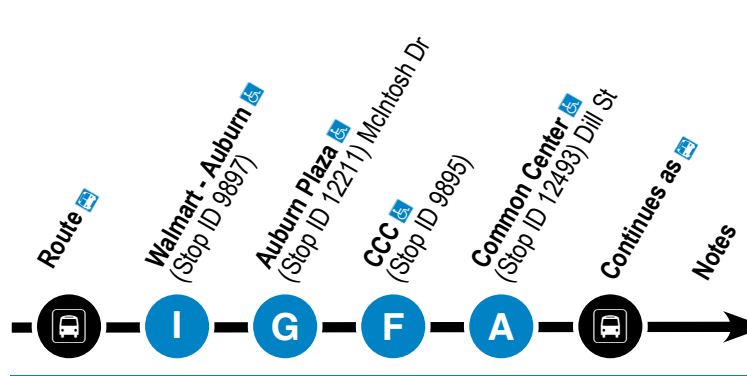 Route
Walmart - Auburn
(Stop ID 9897)
Auburn Plaza
(Stop ID 12211) McIntosh Dr
CCC
(Stop ID 9895)
Common Center
(Stop ID 12493) Dill St
Continues as
Notes
I
G
F
A